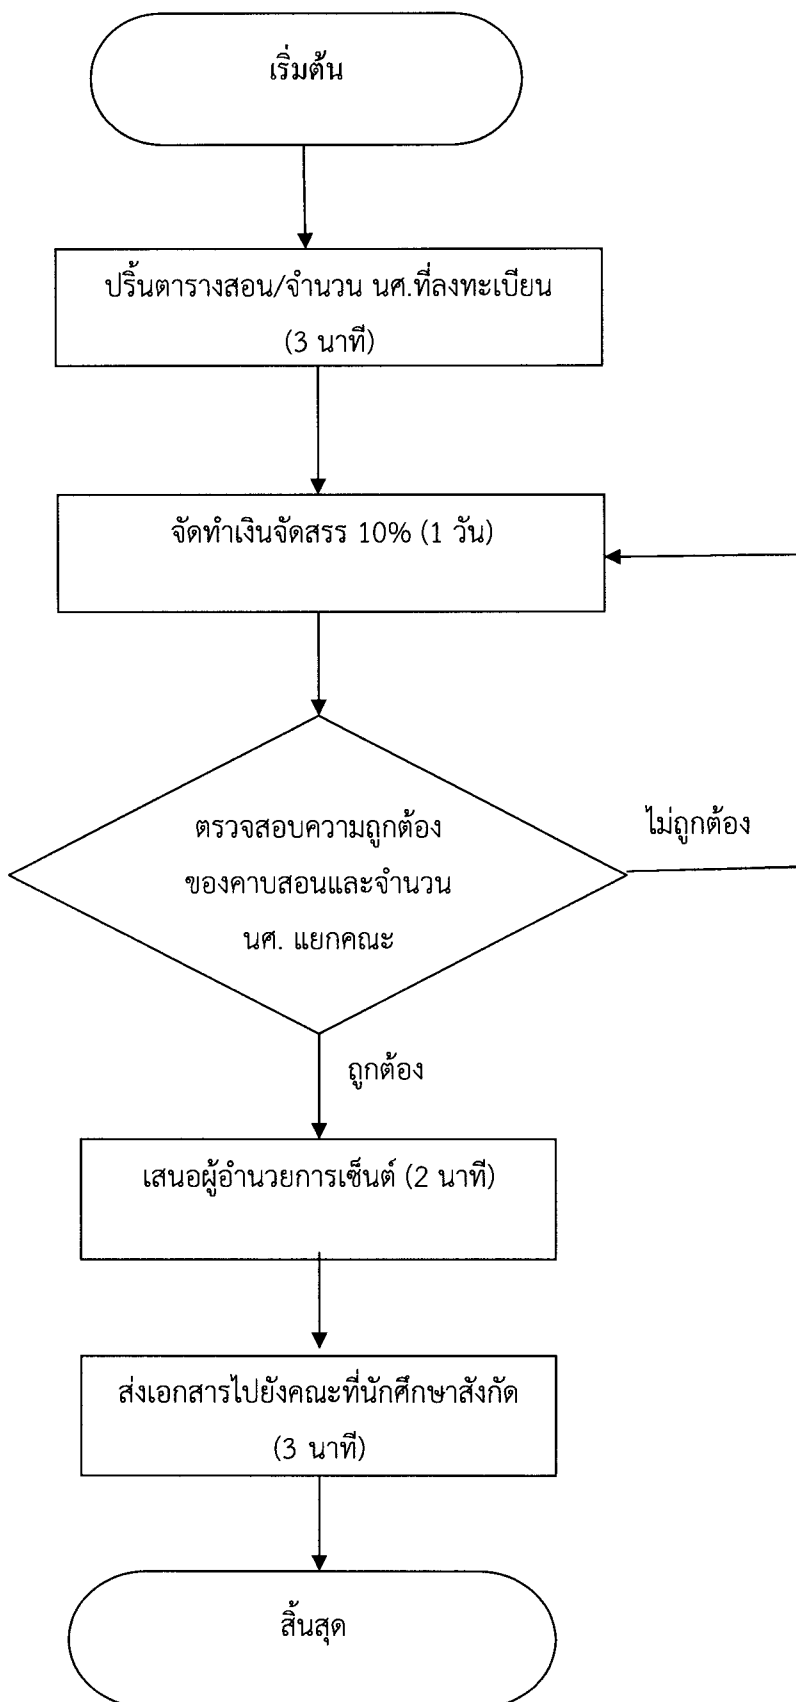 เริ่มต้น
ปริ้นตารางสอน/จำนวน นศ.ที่ลงทะเบียน
(3 นาที)
จัดทำเงินจัดสรร 10% (1 วัน)
ตรวจสอบความถูกต้อง
ของคาบสอนและจำนวน
นศ. แยกคณะ
ไม่ถูกต้อง
ถูกต้อง
เสนอผู้อำนวยการเซ็นต์ (2 นาที)
ส่งเอกสารไปยังคณะที่นักศึกษาสังกัด
(3 นาที)
สิ้นสุด